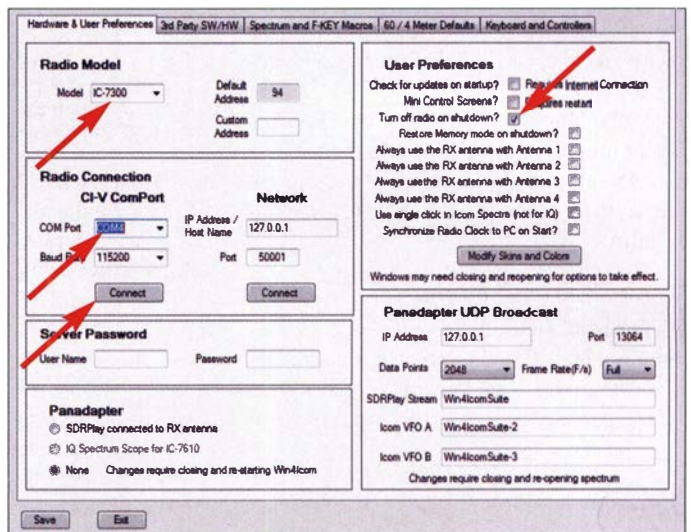 Hardware & User Preferences
3rd Party SW/HW
Spectrum and F-KEY Macros
60 / 4 Meter Defaults
Keyboard and Controllers
Radio Model
Model IC-7300
Default Address 94
Custom Address
Radio Connection
CI-V ComPort
Network
COM Port COM4
IP Address / Host Name 127.0.0.1
Baud 115200
Port 50001
Connect
Connect
Server Password
User Name
Password
Panadapter
SDRPlay connected to RX antenna
IQ Spectrum Scope for IC-7610
None Changes require closing and re-starting Win4Icom
User Preferences
Check for updates on startup? Requires Internet Connection
Mini Control Screens? Requires restart
Turn off radio on shutdown?
Restore Memory mode on shutdown?
Always use the RX antenna with Antenna 1
Always use the RX antenna with Antenna 2
Always use the RX antenna with Antenna 3
Always use the RX antenna with Antenna 4
Use single click in Icom Spectra (not for IQ)
Synchronize Radio Clock to PC on Start?
Modify Skins and Colors
Windows may need closing and reopening for options to take effect.
Panadapter UDP Broadcast
IP Address 127.0.0.1
Port 13064
Data Points 2048
Frame Rate(F/s) Full
SDRPlay Stream Win4IcomSuite
Icom VFO A Win4IcomSuite-2
Icom VFO B Win4IcomSuite-3
Changes require closing and re-opening spectrum
Save
Exit